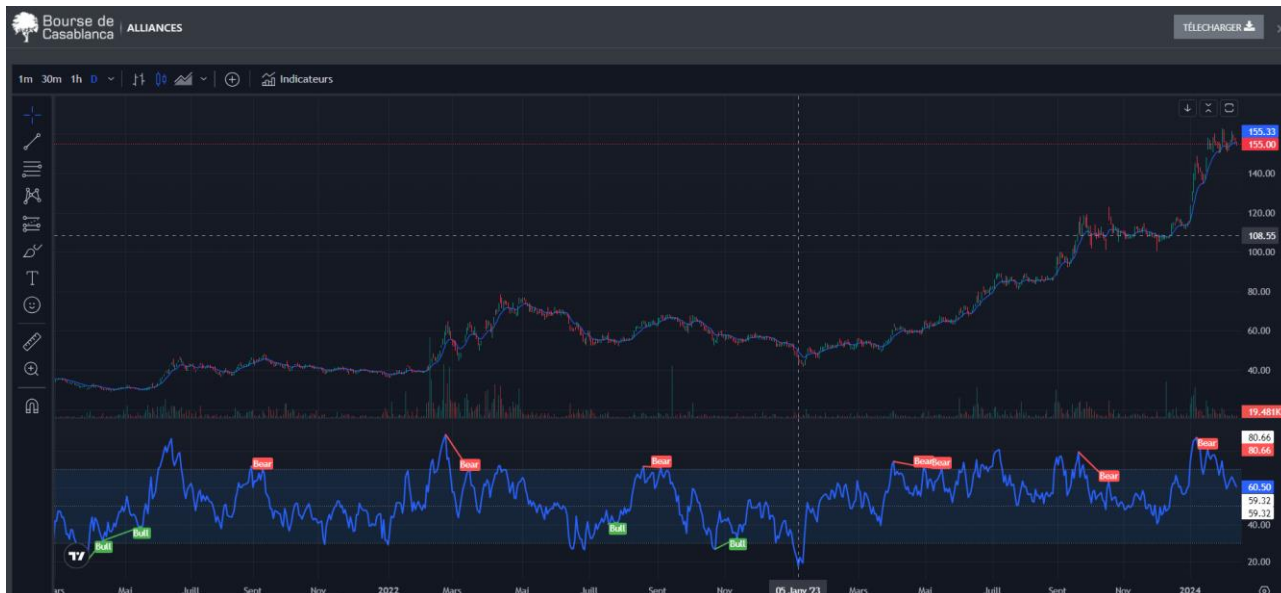 Bourse de
Casablanca
ALLIANCES
TÉLECHARGER
1m 30m 1h D
Indicateurs
155.33
155.00
140.00
120.00
108.55
100.00
80.00
60.00
40.00
19.481K
80.66
80.66
60.50
59.32
59.32
40.00
20.00
Bear
Bear
Bear
Bear
Bear
Bear
Bear
Bull
Bull
Bull
Bull
Mai Juill Sept Nov 2022 Mars Mai Juill Sept Nov 05 Janv '23 Mars Mai Juill Sept Nov 2024